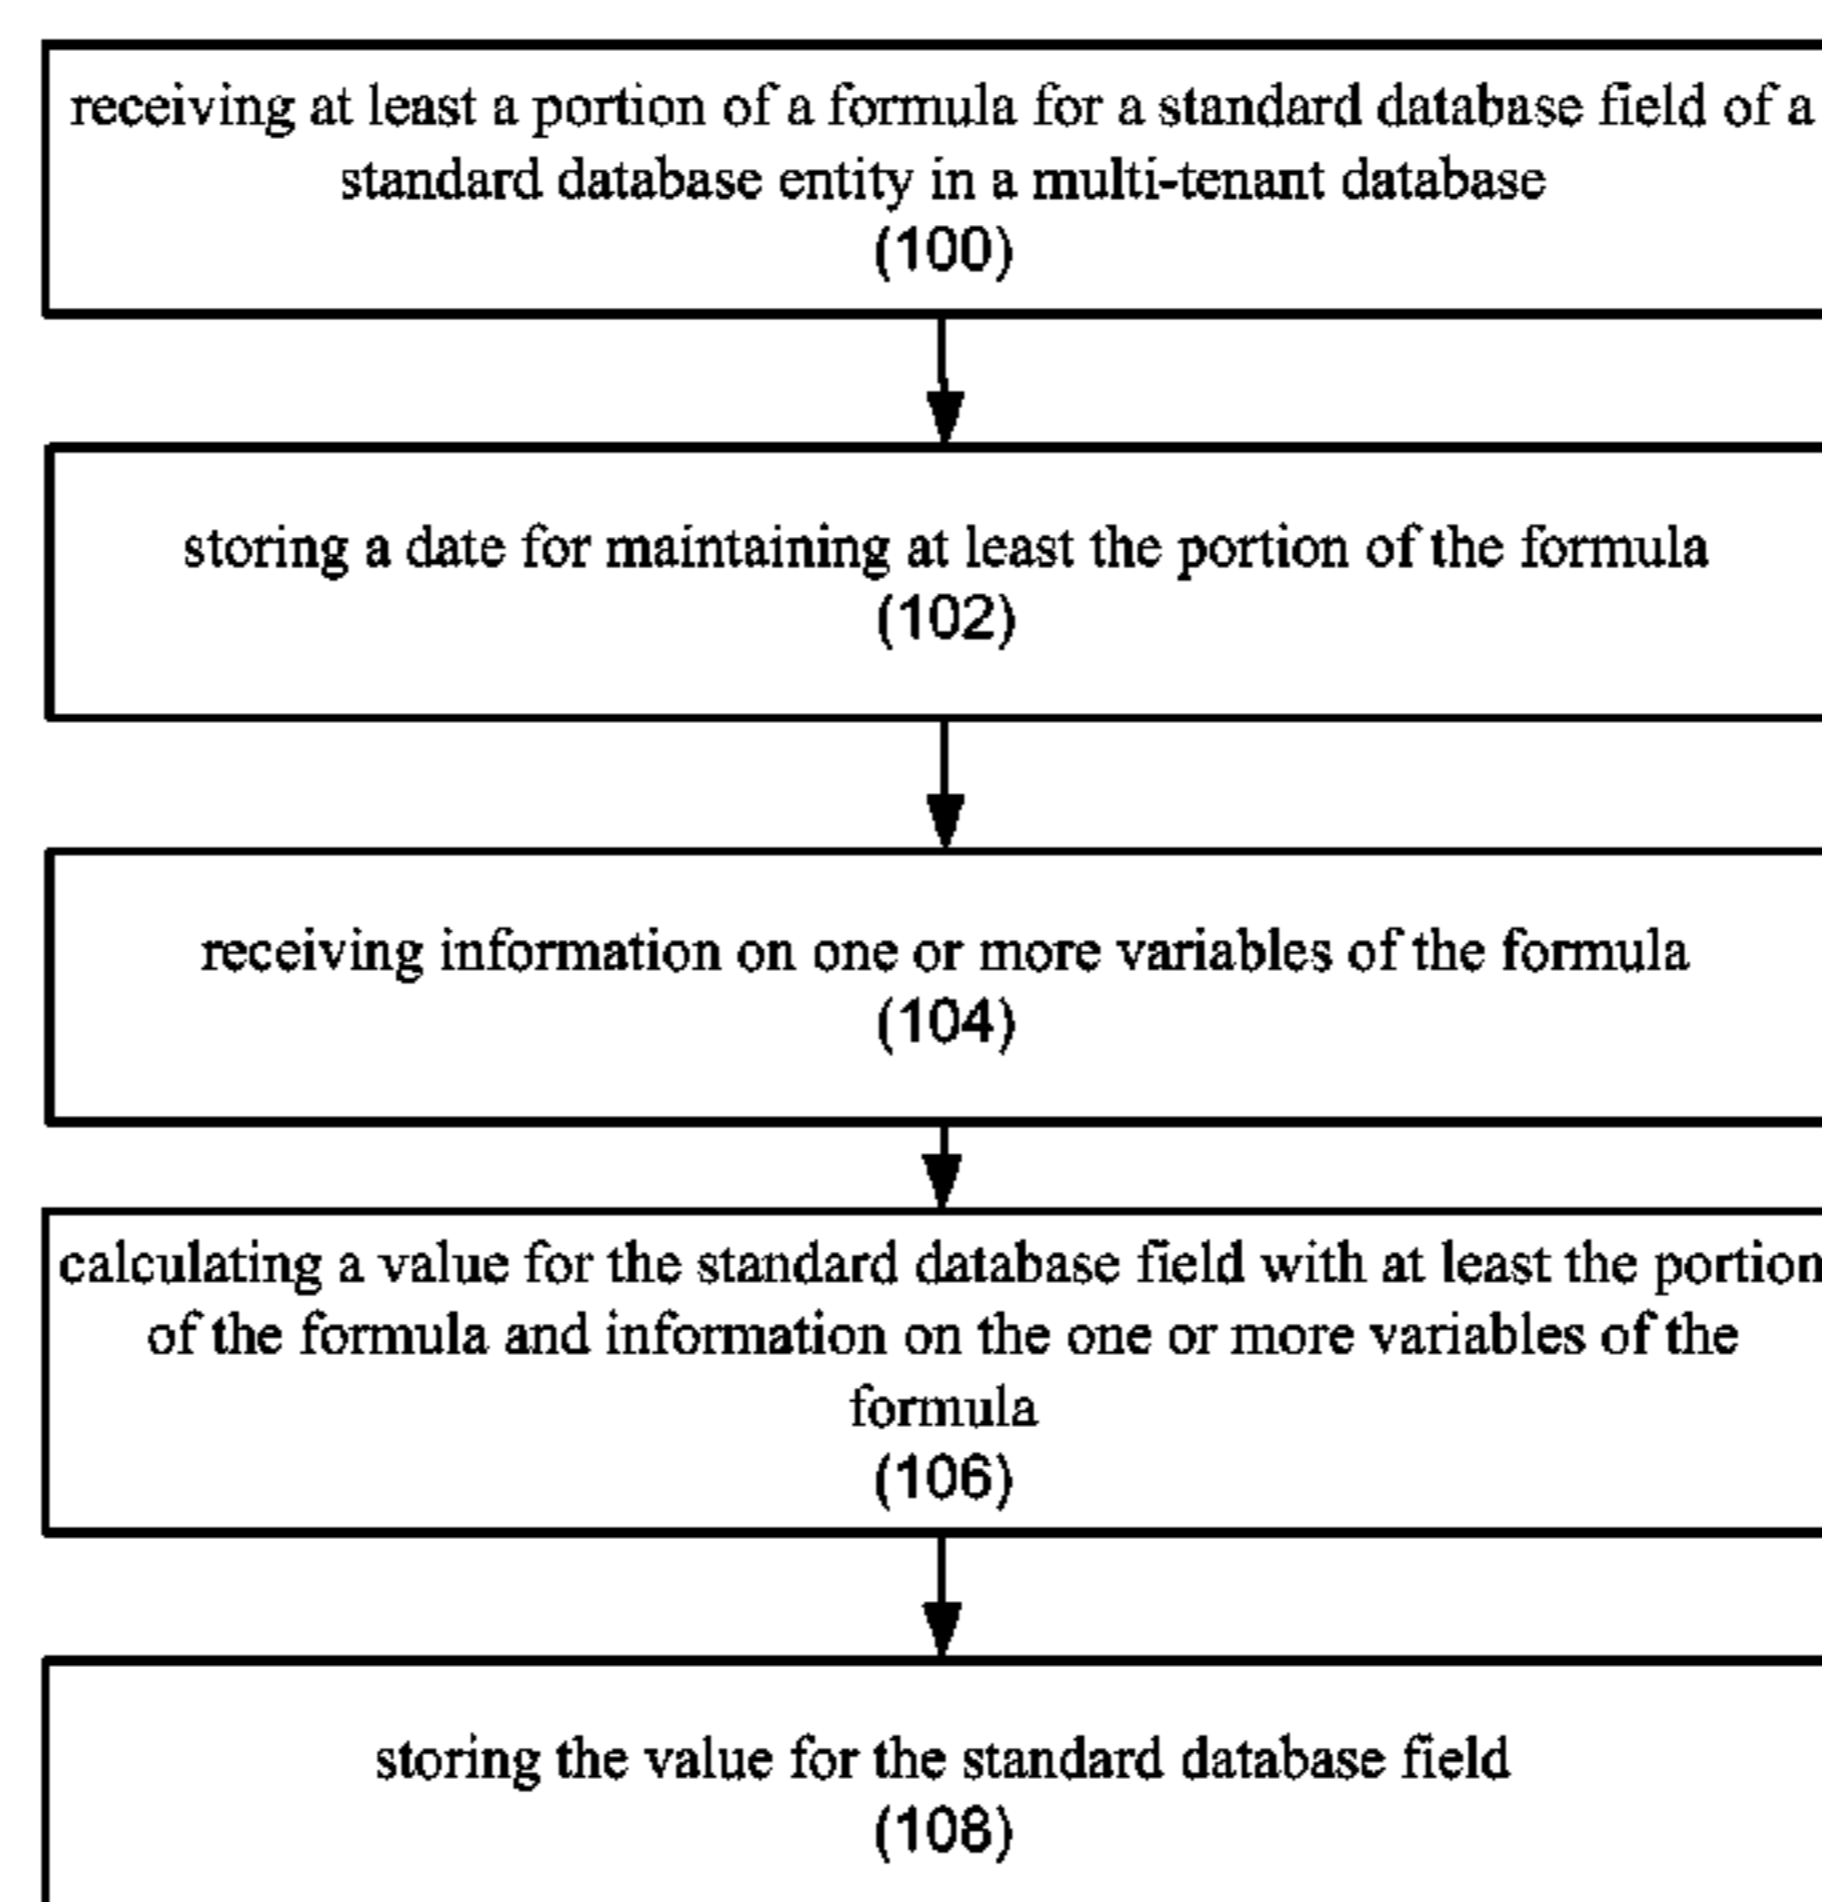 receiving at least a portion of a formula for a standard database field of a
standard database entity in a multi-tenant database
(100)
storing a date for maintaining at least the portion of the formula
(102)
receiving information on one or more variables of the formula
(104)
calculating a value for the standard database field with at least the portion
of the formula and information on the one or more variables of the
formula
(106)
storing the value for the standard database field
(108)